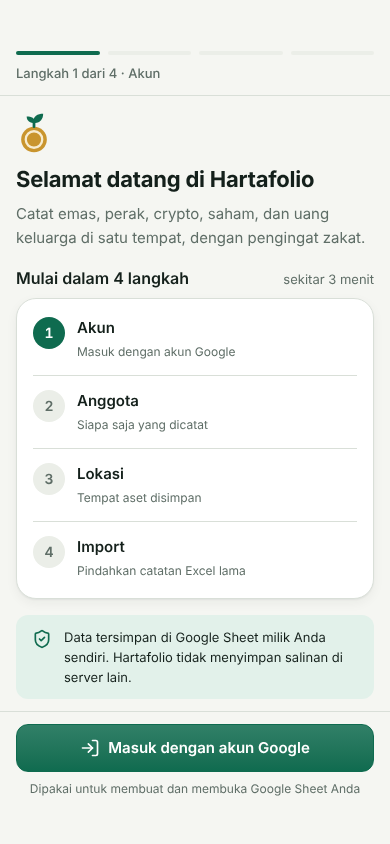 Langkah 1 dari 4 · Akun
Selamat datang di Hartafolio
Catat emas, perak, crypto, saham, dan uang
keluarga di satu tempat, dengan pengingat zakat.
Mulai dalam 4 langkah
sekitar 3 menit
1
Akun
Masuk dengan akun Google
2
Anggota
Siapa saja yang dicatat
3
Lokasi
Tempat aset disimpan
4
Import
Pindahkan catatan Excel lama
Data tersimpan di Google Sheet milik Anda
sendiri. Hartafolio tidak menyimpan salinan di
server lain.
Masuk dengan akun Google
Dipakai untuk membuat dan membuka Google Sheet Anda